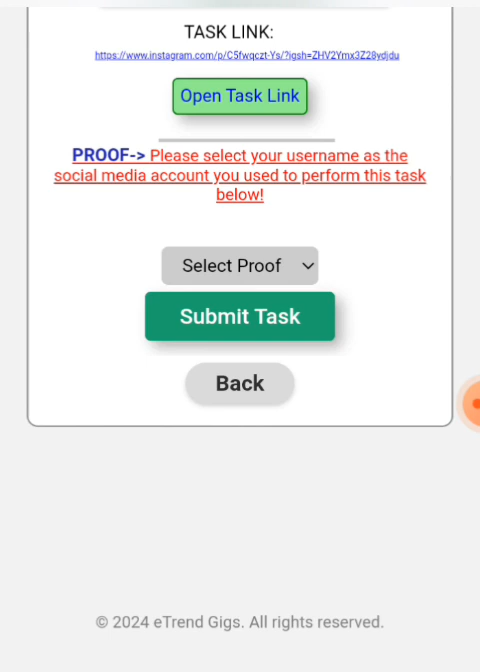 TASK LINK:
https://www.instagram.com/p/C5fwqczt-Ys/?igsh=ZHV2Ymx3Z28ydjdu
Open Task Link
PROOF-> Please select your username as the
social media account you used to perform this task
below!
Select Proof
Submit Task
Back
© 2024 eTrend Gigs. All rights reserved.